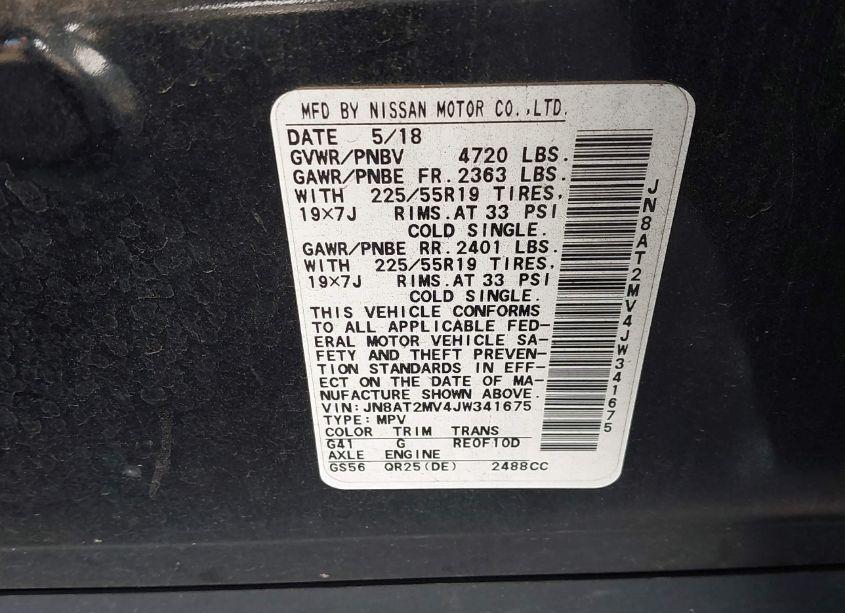 MFD BY NISSAN MOTOR CO.,LTD.
DATE 5/18
GVWR/PNBV 4720 LBS.
GAWR/PNBE FR. 2363 LBS.
WITH 225/55R19 TIRES,
19×7J RIMS.AT 33 PSI
COLD SINGLE.
GAWR/PNBE RR. 2401 LBS.
WITH 225/55R19 TIRES,
19×7J RIMS.AT 33 PSI
COLD SINGLE.
THIS VEHICLE CONFORMS
TO ALL APPLICABLE FED-
ERAL MOTOR VEHICLE SA-
FETY AND THEFT PREVEN-
TION STANDARDS IN EFF-
ECT ON THE DATE OF MA-
NUFACTURE SHOWN ABOVE.
VIN:JN8AT2MV4JW341675
TYPE:MPV
COLOR TRIM TRANS
G41 G RE0F10D
AXLE ENGINE
GS56 QR25(DE) 2488CC
JN8AT2MV4JW341675